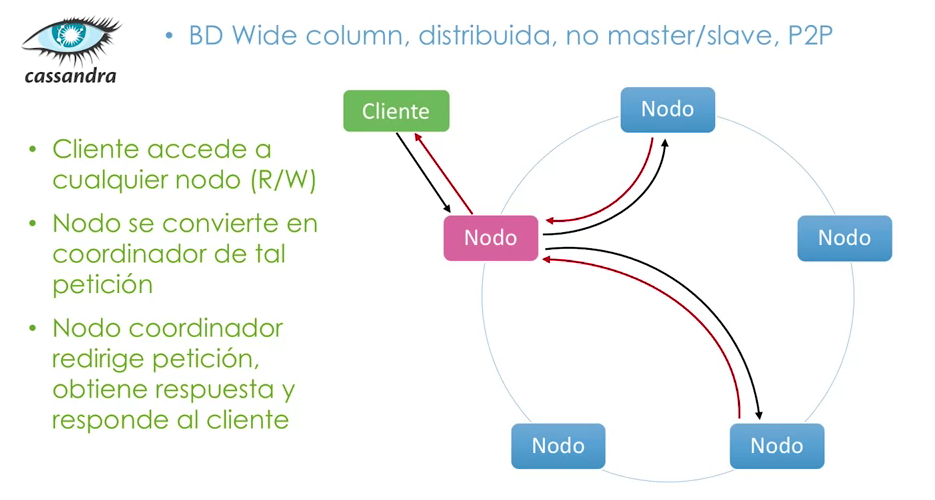 cassandra
• BD Wide column, distribuida, no master/slave, P2P
• Cliente accede a
cualquier nodo (R/W)
• Nodo se convierte en
coordinador de tal
petición
• Nodo coordinador
redirige petición,
obtiene respuesta y
responde al cliente
Cliente
Nodo
Nodo
Nodo
Nodo
Nodo